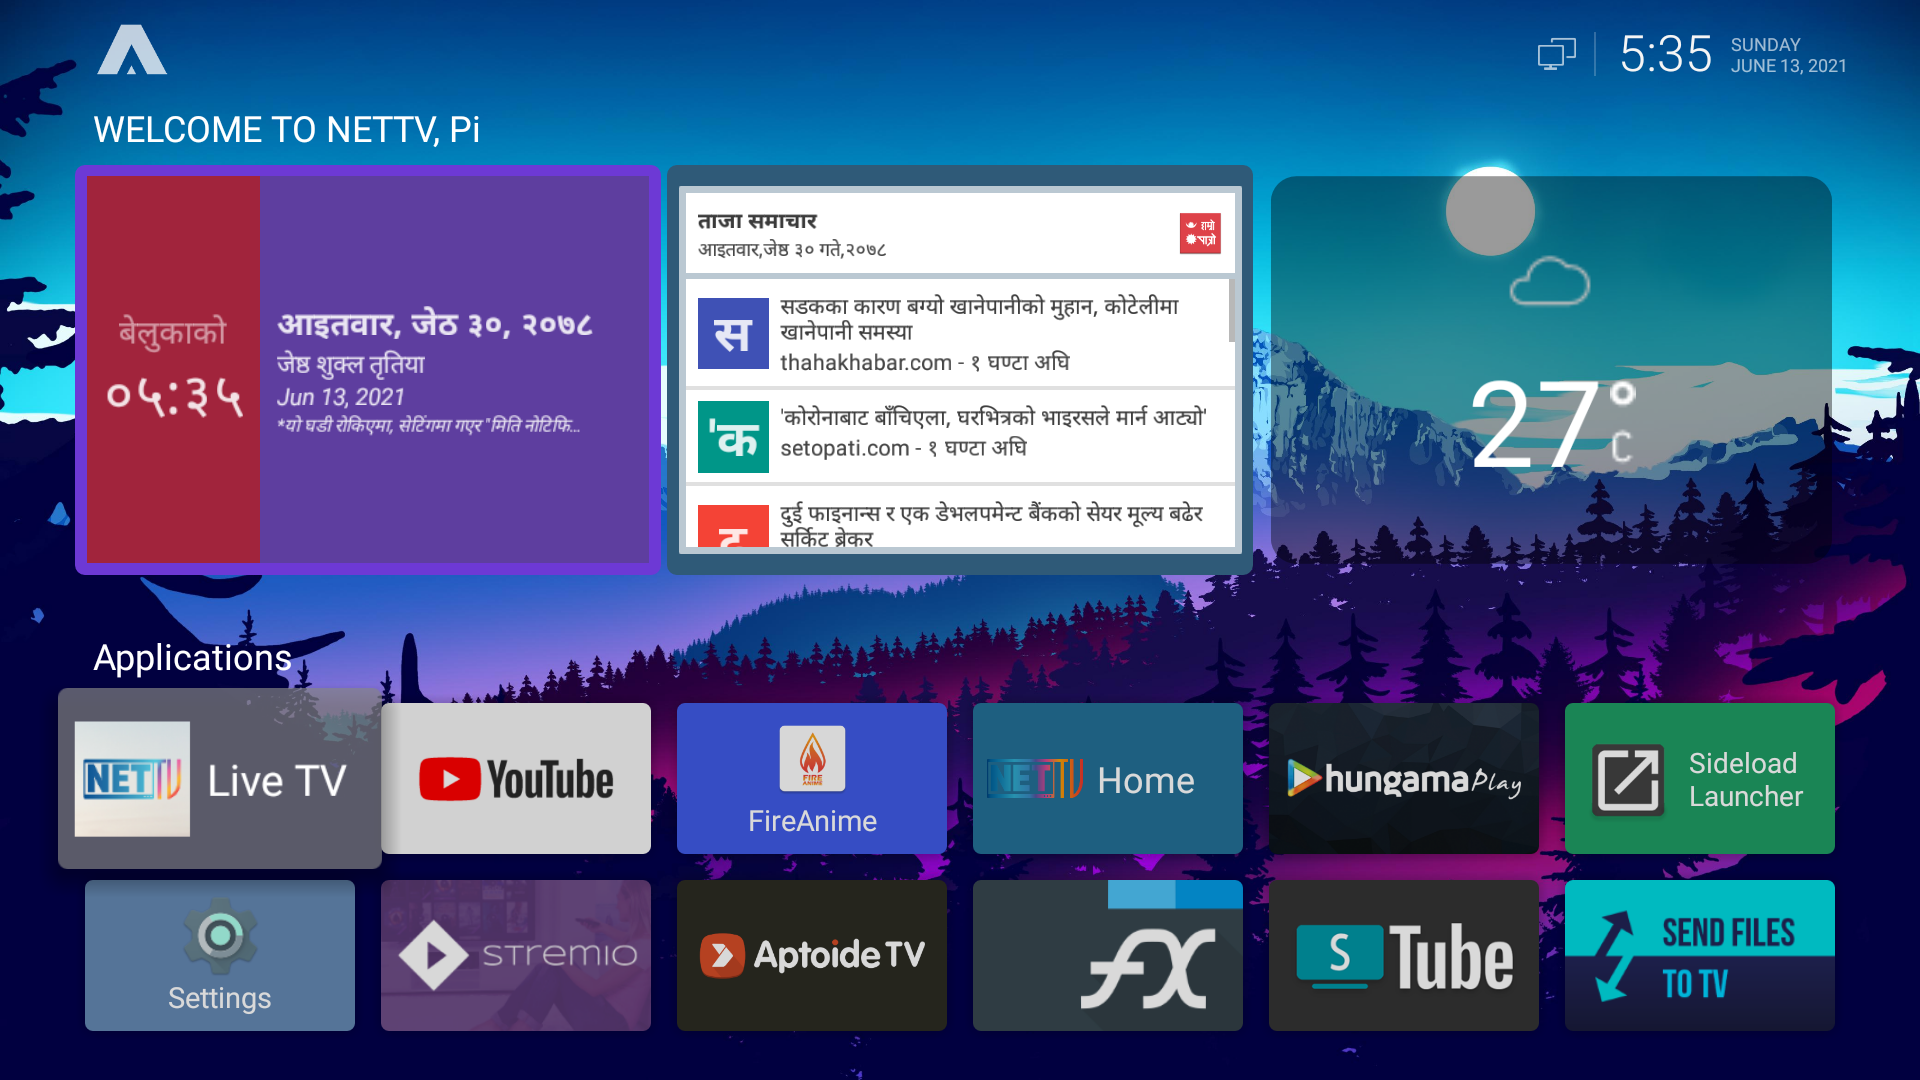 5:35
SUNDAY
JUNE 13, 2021
WELCOME TO NETTV, Pi
बेलुकाको
०५:३५
आइतवार, जेठ ३०, २०७८
जेष्ठ शुक्ल तृतिया
Jun 13, 2021
*यो घडी रोकिएमा, सेटिंगमा गएर "मिति नोटिफि...
ताजा समाचार
आइतवार,जेष्ठ ३० गते,२०७८
हाम्रो
पात्रो
स
सडकका कारण बग्यो खानेपानीको मुहान, कोटेलीमा
खानेपानी समस्या
thahakhabar.com - १ घण्टा अघि
'क
'कोरोनाबाट बाँचिएला, घरभित्रको भाइरसले मार्न आट्यो'
setopati.com - १ घण्टा अघि
दुई फाइनान्स र एक डेभलपमेन्ट बैंकको सेयर मूल्य बढेर
सर्किट ब्रेकर
27°
C
Applications
NETTV
Live TV
YouTube
FIRE
ANIME
FireAnime
NETTV
Home
hungama Play
Sideload
Launcher
Settings
STREMIO
Aptoide TV
FX
S
Tube
SEND FILES
TO TV